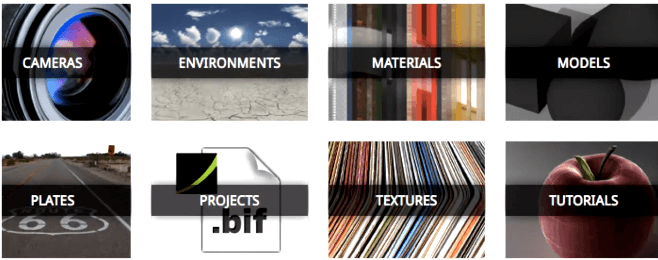 CAMERAS
ENVIRONMENTS
MATERIALS
MODELS
PLATES
66
PROJECTS
.bif
TEXTURES
TUTORIALS